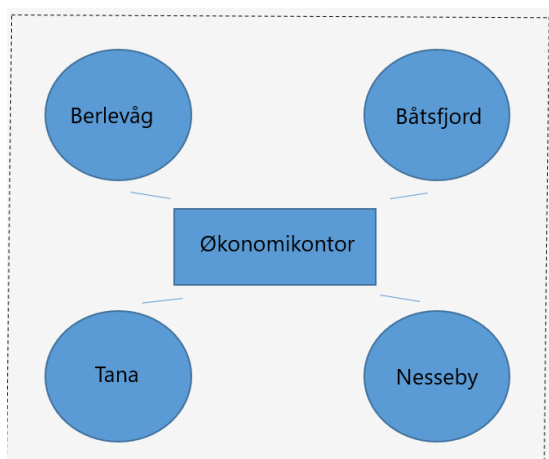 Berlevåg
Båtsfjord
Økonomikontor
Tana
Nesseby